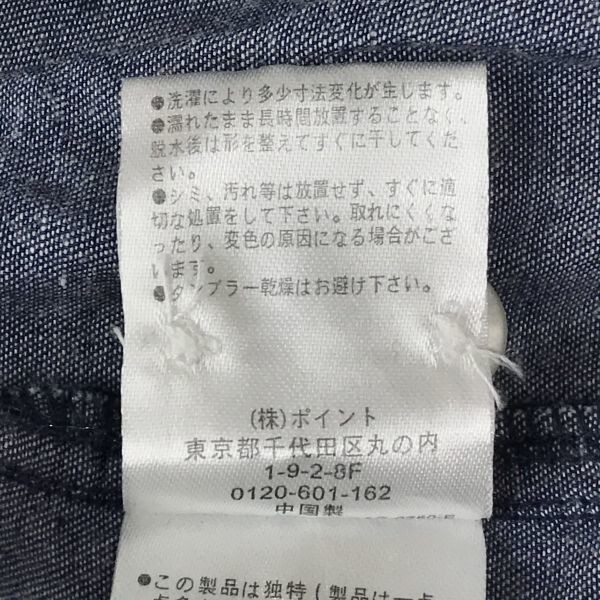 ●洗濯により多少寸法変化が生じます。
●濡れたまま長時間放置することなく、
脱水後は形を整えてすぐに干してくだ
さい。
●シミ、汚れ等は放置せず、すぐに適
切な処置をして下さい。取れにくくな
ったり、変色の原因になる場合がござ
います。
●タンブラー乾燥はお避け下さい。
(株)ポイント
東京都千代田区丸の内
1-9-2-8F
0120-601-162
中国製
●この製品は独特(製品は一点